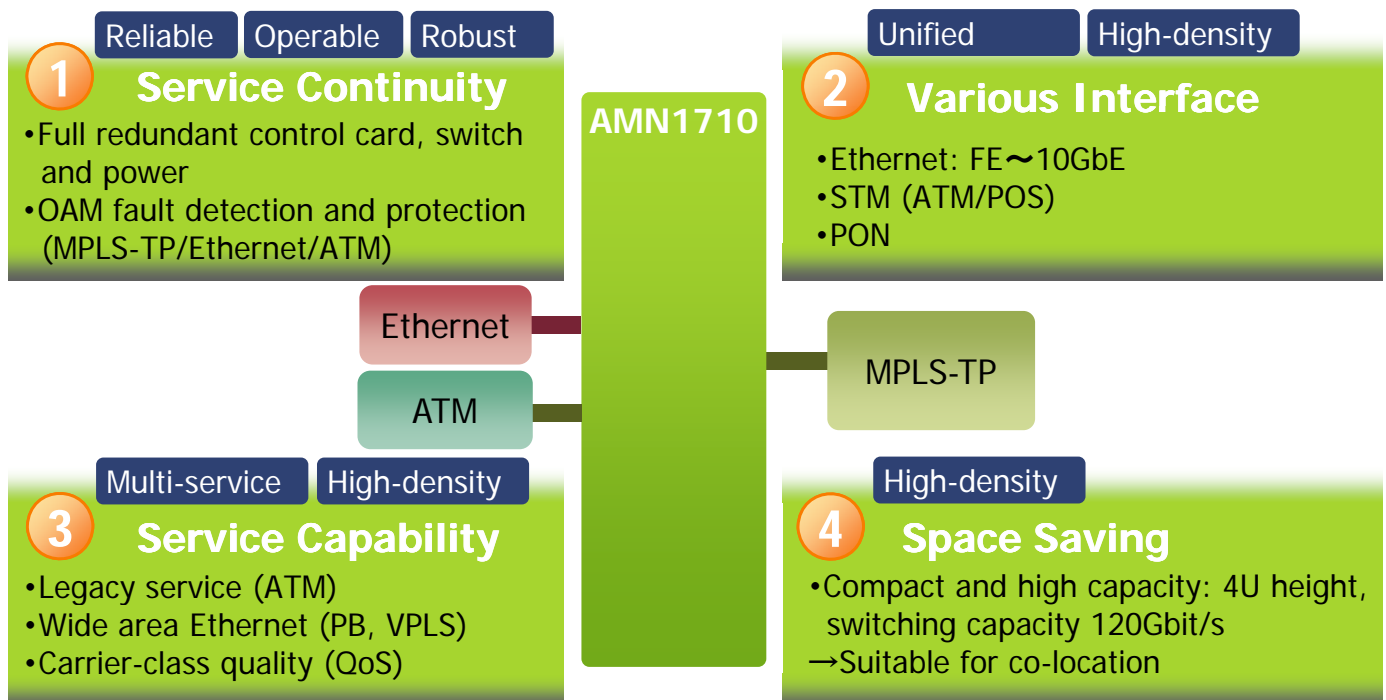 Reliable Operable Robust
1 Service Continuity
•Full redundant control card, switch
and power
•OAM fault detection and protection
(MPLS-TP/Ethernet/ATM)
Unified High-density
2 Various Interface
•Ethernet: FE～10GbE
•STM (ATM/POS)
•PON
AMN1710
Ethernet
ATM
MPLS-TP
Multi-service High-density
3 Service Capability
•Legacy service (ATM)
•Wide area Ethernet (PB, VPLS)
•Carrier-class quality (QoS)
High-density
4 Space Saving
•Compact and high capacity: 4U height,
switching capacity 120Gbit/s
→Suitable for co-location